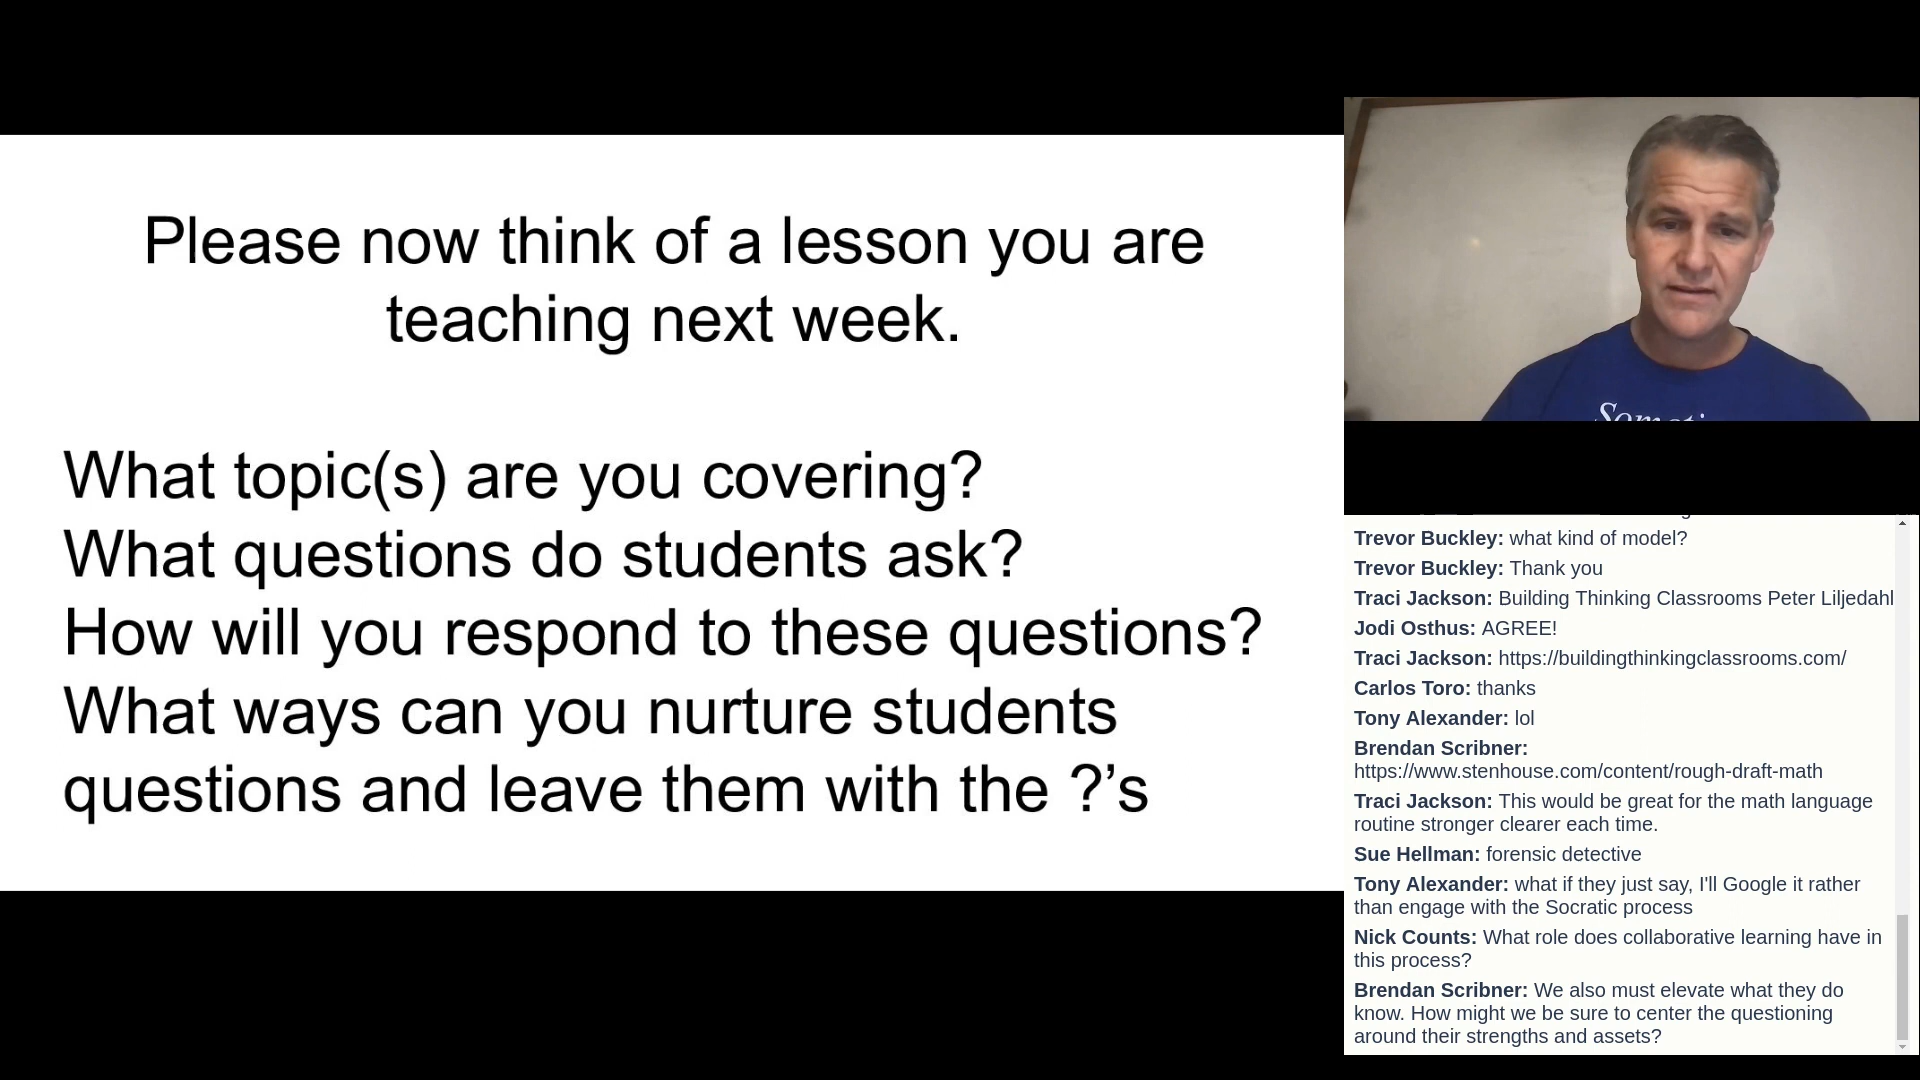 Please now think of a lesson you are
teaching next week.
What topic(s) are you covering?
What questions do students ask?
How will you respond to these questions?
What ways can you nurture students
questions and leave them with the ?’s
Trevor Buckley: what kind of model?
Trevor Buckley: Thank you
Traci Jackson: Building Thinking Classrooms Peter Liljedahl
Jodi Osthus: AGREE!
Traci Jackson: https://buildingthinkingclassrooms.com/
Carlos Toro: thanks
Tony Alexander: lol
Brendan Scribner:
https://www.stenhouse.com/content/rough-draft-math
Traci Jackson: This would be great for the math language
routine stronger clearer each time.
Sue Hellman: forensic detective
Tony Alexander: what if they just say, I'll Google it rather
than engage with the Socratic process
Nick Counts: What role does collaborative learning have in
this process?
Brendan Scribner: We also must elevate what they do
know. How might we be sure to center the questioning
around their strengths and assets?